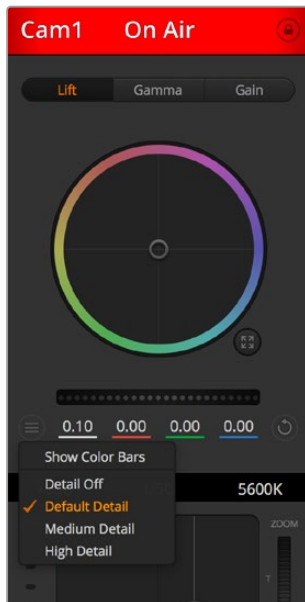 Cam1 On Air
Lift Gamma Gain
0.10 0.00 0.00 0.00
Show Color Bars
Detail Off
5600K
Default Detail
Medium Detail
ZOOM
High Detail
T